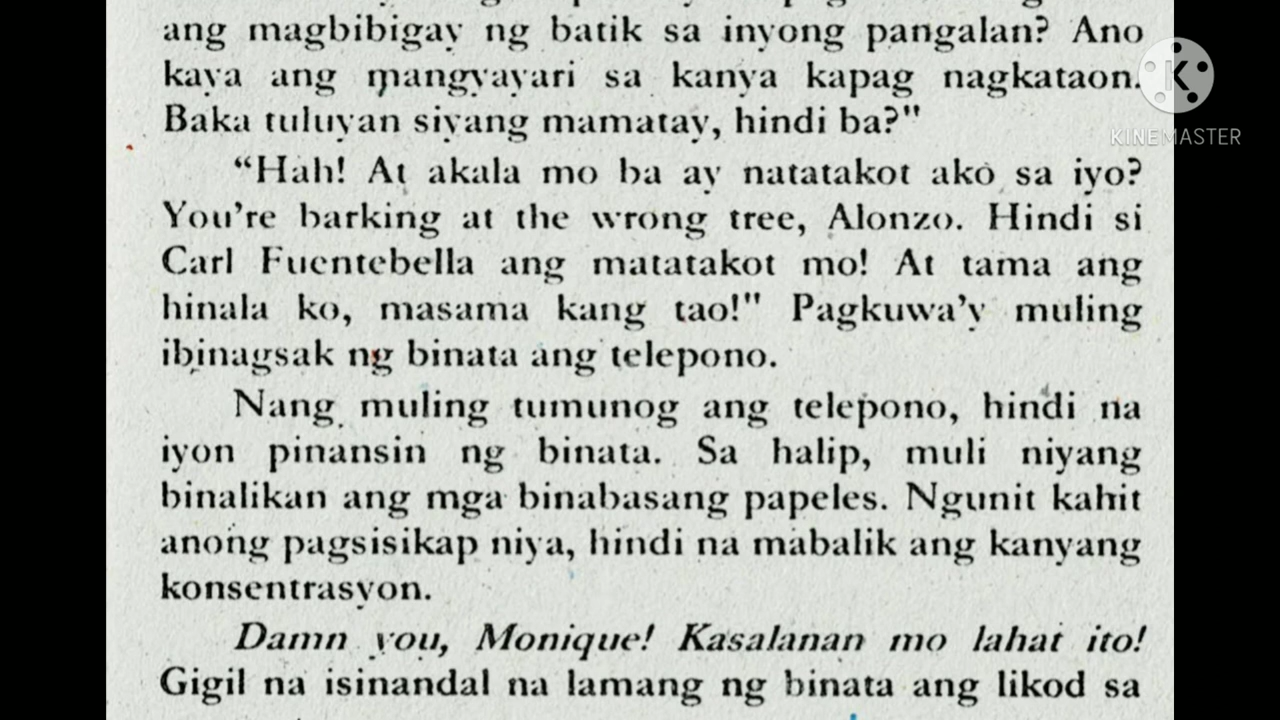 ang magbibigay ng batik sa inyong pangalan? Ano
kaya ang mangyayari sa kanya kapag nagkataon.
Baka tuluyan siyang mamatay, hindi ba?"
“Hah! At akala mo ba ay natatakot ako sa iyo?
You’re barking at the wrong tree, Alonzo. Hindi si
Carl Fuentebella ang matatakot mo! At tama ang
hinala ko, masama kang tao!" Pagkuwa’y muling
ibinagsak ng binata ang telepono.
Nang muling tumunog ang telepono, hindi na
iyon pinansin ng binata. Sa halip, muli niyang
binalikan ang mga binabasang papeles. Ngunit kahit
anong pagsisikap niya, hindi na mabalik ang kanyang
konsentrasyon.
Damn you, Monique! Kasalanan mo lahat ito!
Gigil na isinandal na lamang ng binata ang likod sa
K
KINEMASTER